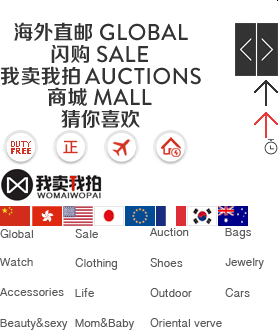 海外直邮 GLOBAL
闪购 SALE
我卖我拍 AUCTIONS
商城 MALL
猜你喜欢
DUTY FREE 正
我卖我拍
WOMAIWOPAI
Global Sale Auction Bags
Watch Clothing Shoes Jewelry
Accessories Life Outdoor Cars
Beauty&sexy Mom&Baby Oriental verve